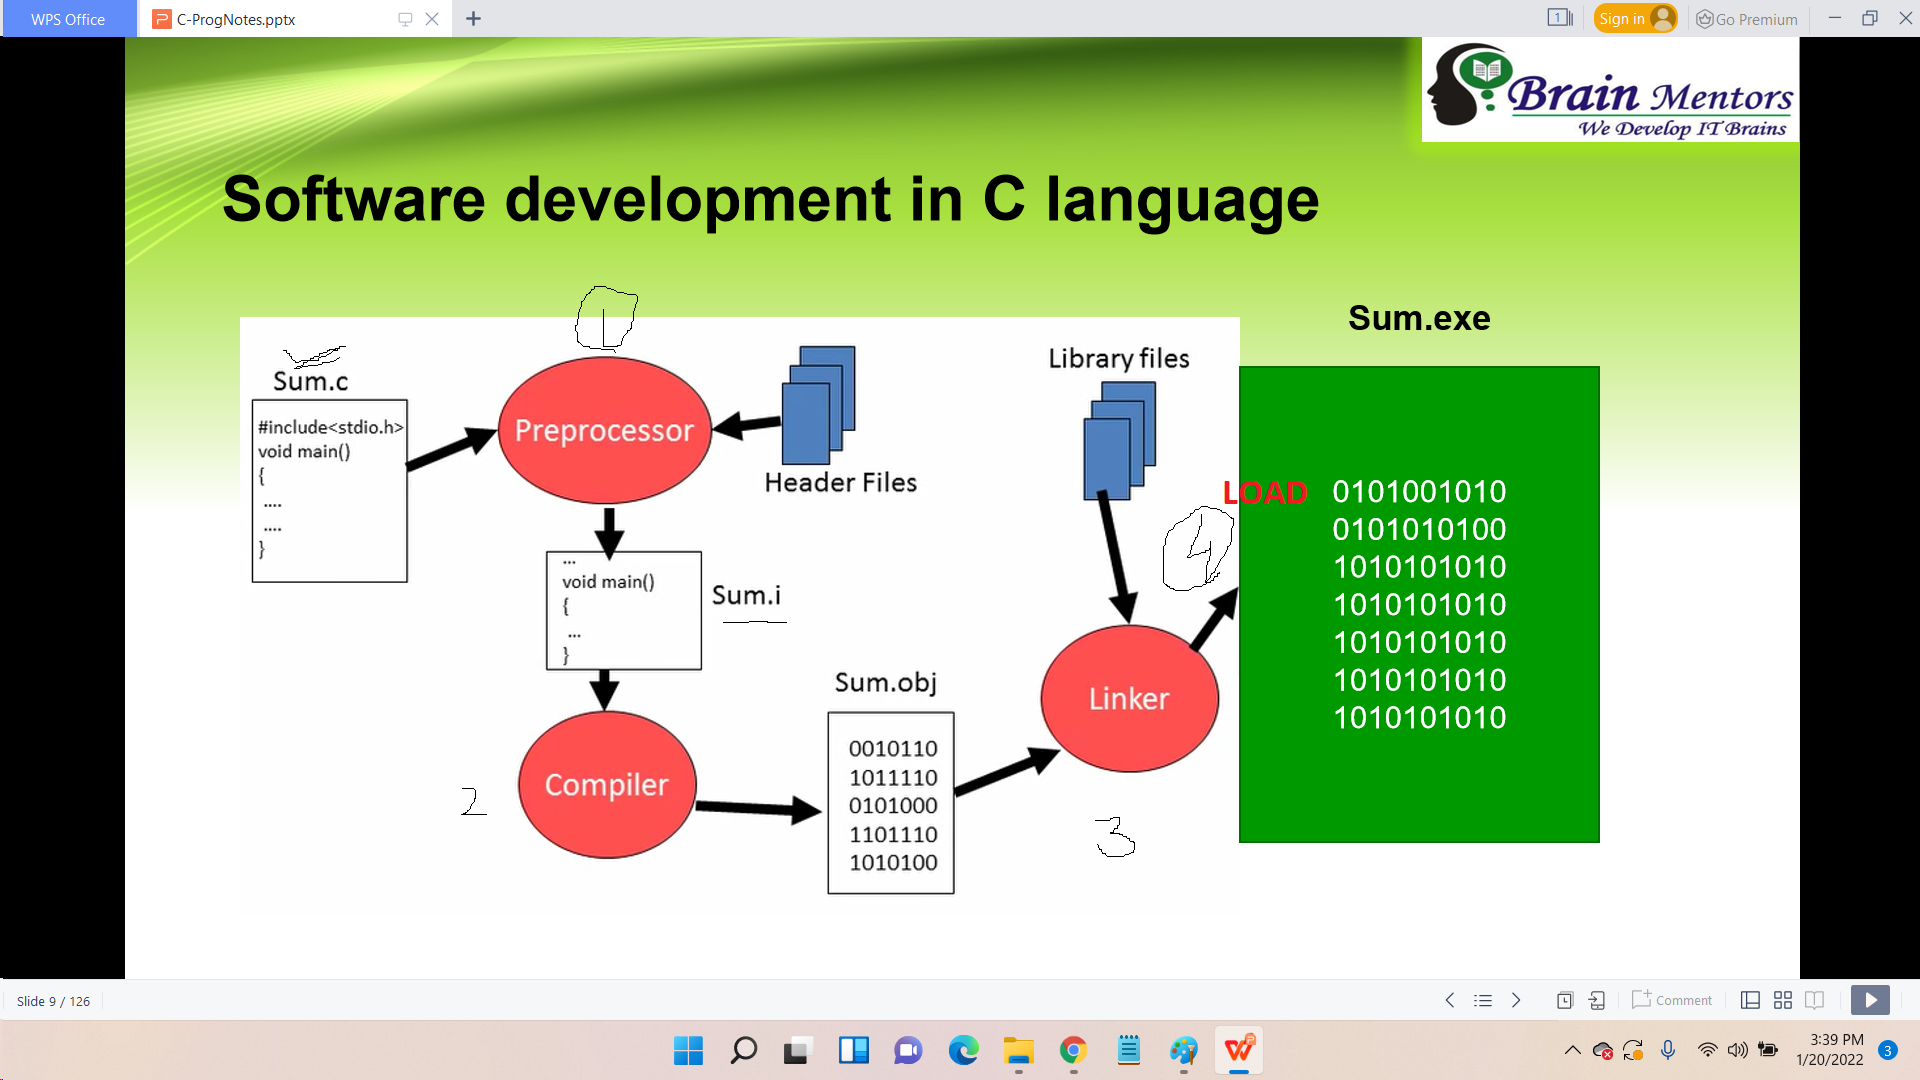 WPS Office
C-ProgNotes.pptx
1
Sign in
Go Premium
Brain Mentors
We Develop IT Brains
Software development in C language
1
Sum.exe
Sum.c
#include<stdio.h>
void main()
{
....
....
}
Preprocessor
Header Files
Library files
LOAD
4
0101001010
0101010100
1010101010
1010101010
1010101010
1010101010
1010101010
...
void main()
{
...
}
Sum.i
Compiler
2
Sum.obj
0010110
1011110
0101000
1101110
1010100
Linker
3
Slide 9 / 126
Comment
3:39 PM
1/20/2022
3